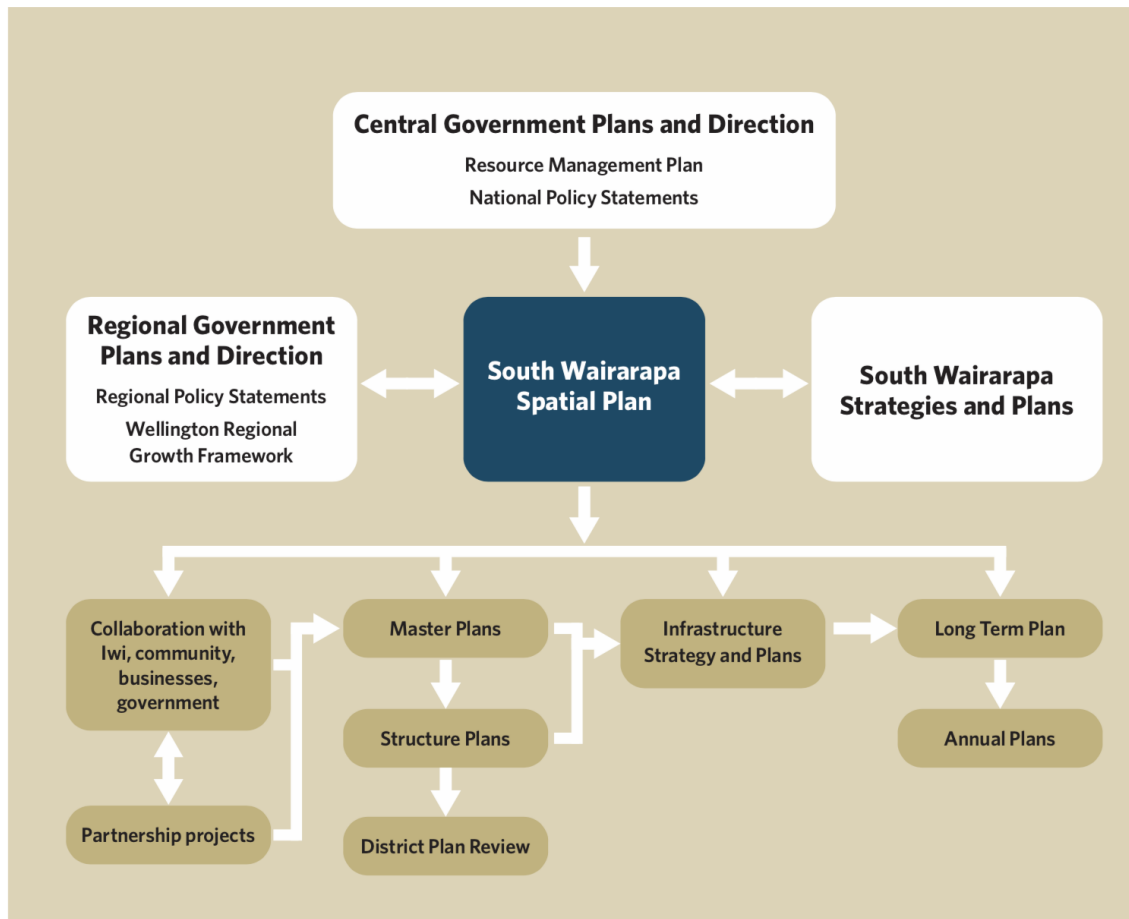 Central Government Plans and Direction
Resource Management Plan
National Policy Statements
Regional Government
Plans and Direction
Regional Policy Statements
Wellington Regional
Growth Framework
South Wairarapa
Spatial Plan
South Wairarapa
Strategies and Plans
Collaboration with
Iwi, community,
businesses,
government
Master Plans
Infrastructure
Strategy and Plans
Long Term Plan
Structure Plans
Annual Plans
Partnership projects
District Plan Review